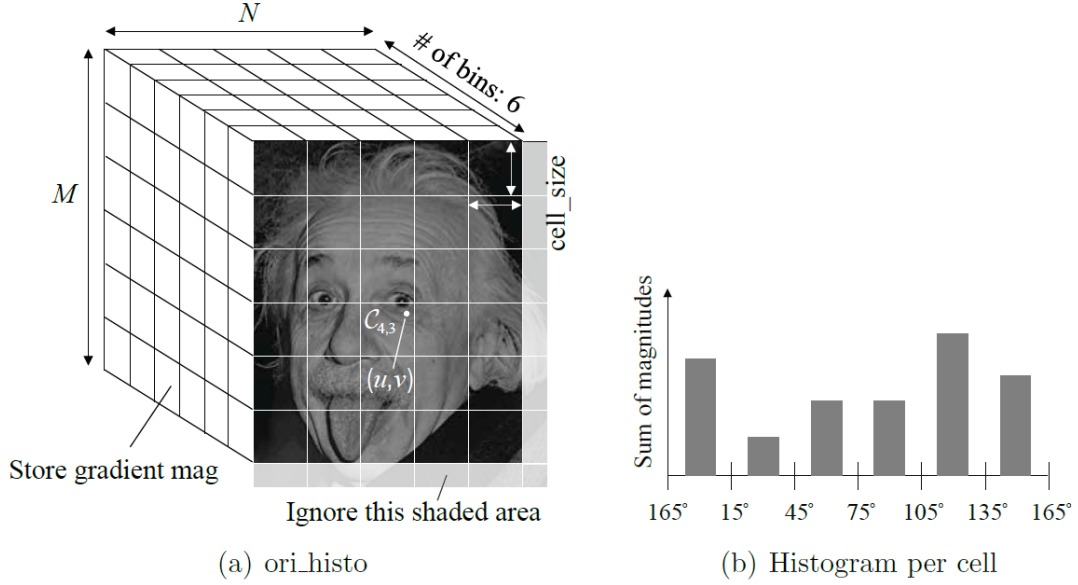 N
# of bins: 6
M
cell_size
C4,3
(u,v)
Store gradient mag
Ignore this shaded area
(a) ori_histo
Sum of magnitudes
165° 15° 45° 75° 105° 135° 165°
(b) Histogram per cell